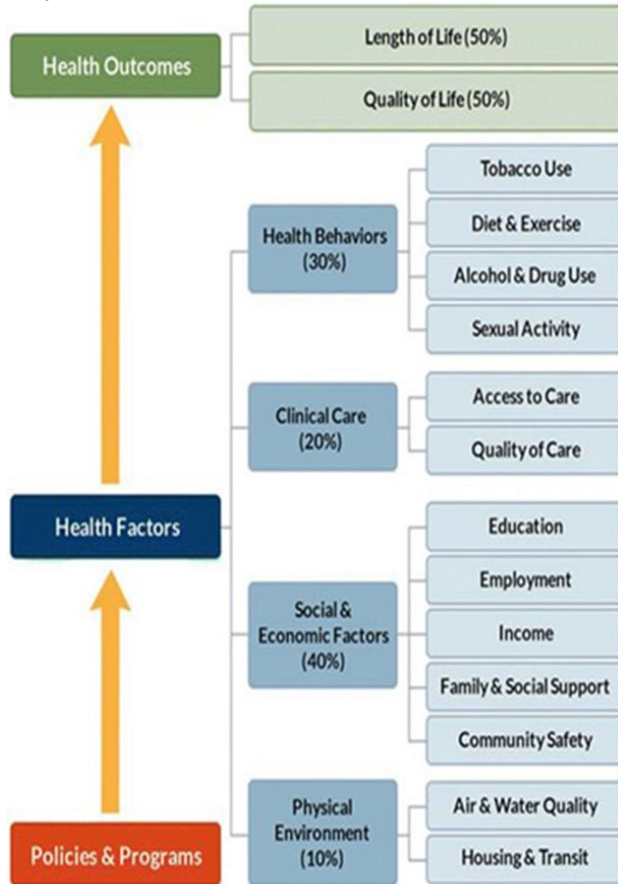 Health Outcomes
Length of Life (50%)
Quality of Life (50%)
Health Factors
Health Behaviors
(30%)
Tobacco Use
Diet & Exercise
Alcohol & Drug Use
Sexual Activity
Clinical Care
(20%)
Access to Care
Quality of Care
Social &
Economic Factors
(40%)
Education
Employment
Income
Family & Social Support
Community Safety
Physical
Environment
(10%)
Air & Water Quality
Housing & Transit
Policies & Programs